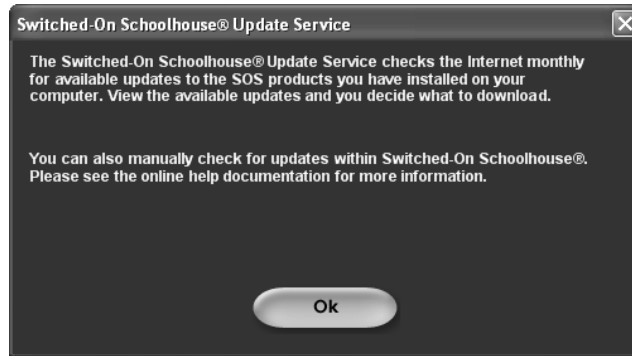 Switched-On Schoolhouse® Update Service
The Switched-On Schoolhouse® Update Service checks the Internet monthly
for available updates to the SOS products you have installed on your
computer. View the available updates and you decide what to download.
You can also manually check for updates within Switched-On Schoolhouse®.
Please see the online help documentation for more information.
Ok